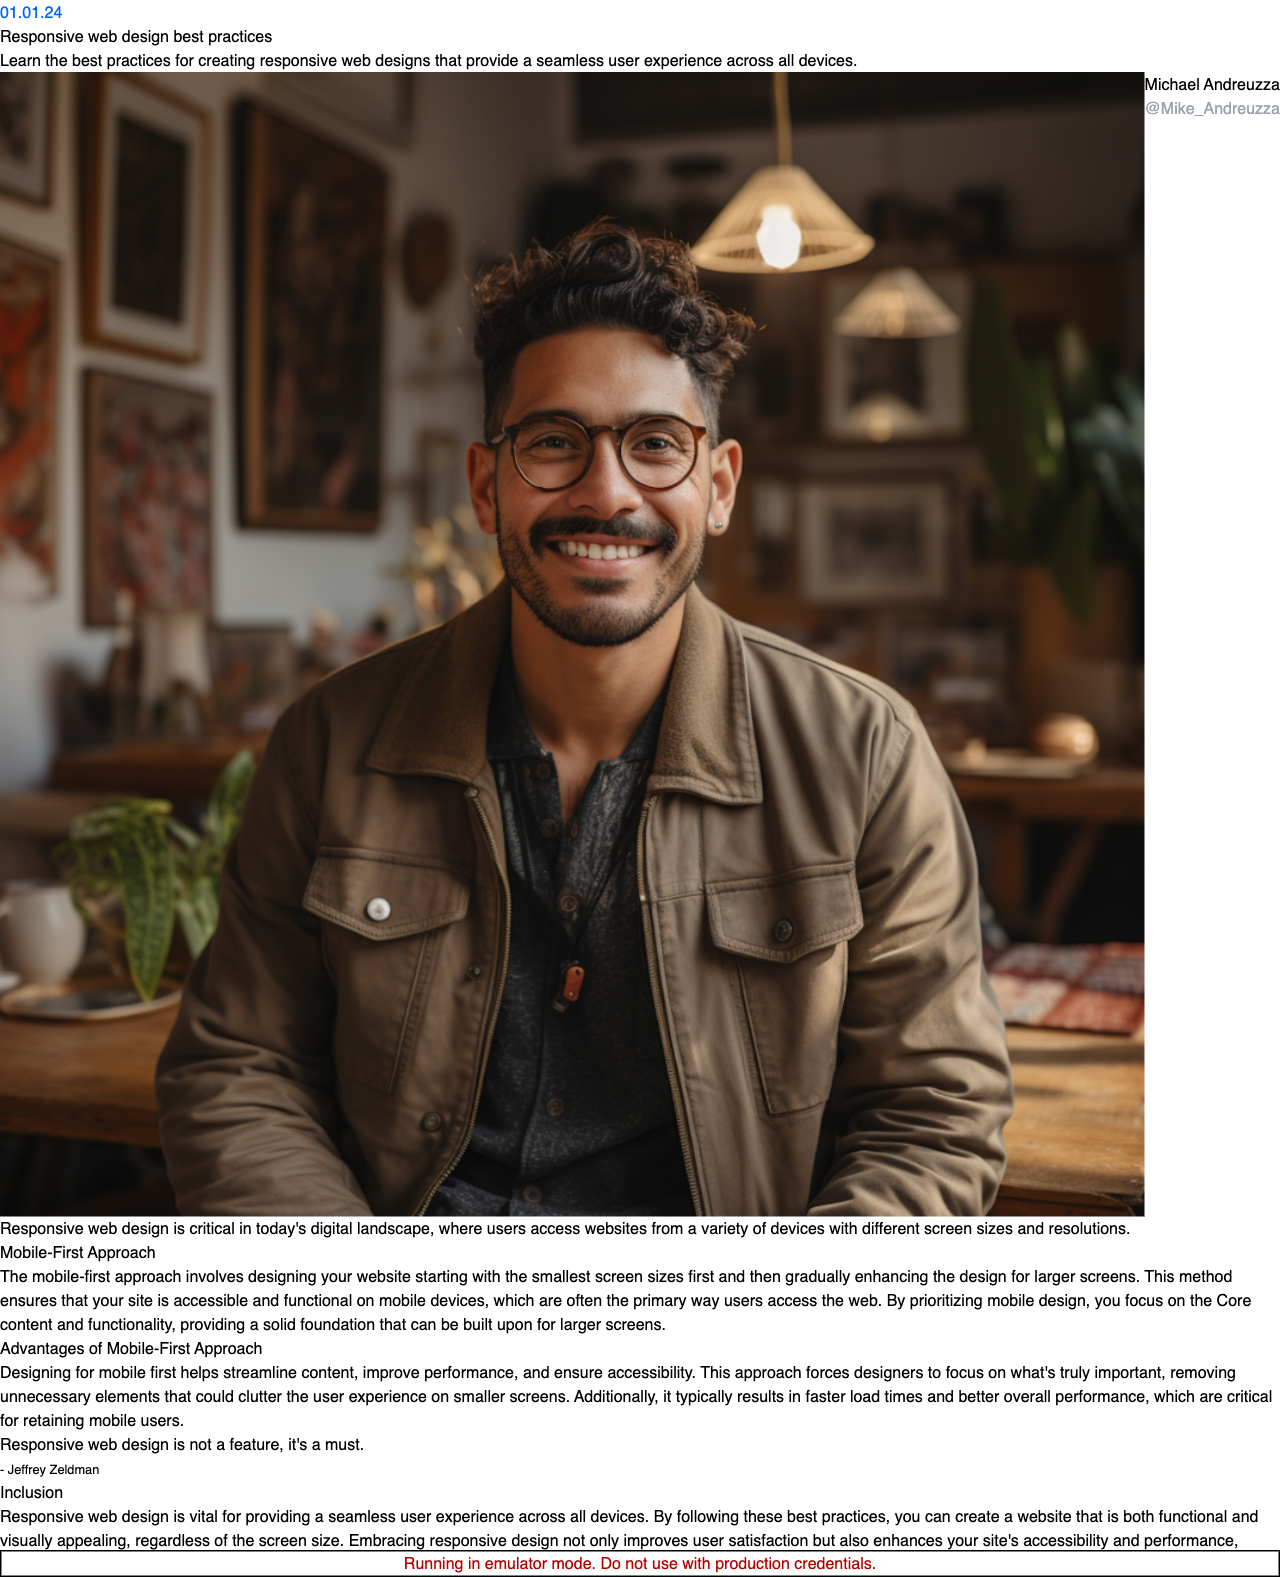 01.01.24
Responsive web design best practices
Learn the best practices for creating responsive web designs that provide a seamless user experience across all devices.
Michael Andreuzza
@Mike_Andreuzza
Responsive web design is critical in today's digital landscape, where users access websites from a variety of devices with different screen sizes and resolutions.
Mobile-First Approach
The mobile-first approach involves designing your website starting with the smallest screen sizes first and then gradually enhancing the design for larger screens. This method
ensures that your site is accessible and functional on mobile devices, which are often the primary way users access the web. By prioritizing mobile design, you focus on the Core
content and functionality, providing a solid foundation that can be built upon for larger screens.
Advantages of Mobile-First Approach
Designing for mobile first helps streamline content, improve performance, and ensure accessibility. This approach forces designers to focus on what's truly important, removing
unnecessary elements that could clutter the user experience on smaller screens. Additionally, it typically results in faster load times and better overall performance, which are critical
for retaining mobile users.
Responsive web design is not a feature, it's a must.
- Jeffrey Zeldman
Inclusion
Responsive web design is vital for providing a seamless user experience across all devices. By following these best practices, you can create a website that is both functional and
visually appealing, regardless of the screen size. Embracing responsive design not only improves user satisfaction but also enhances your site's accessibility and performance,
Running in emulator mode. Do not use with production credentials.